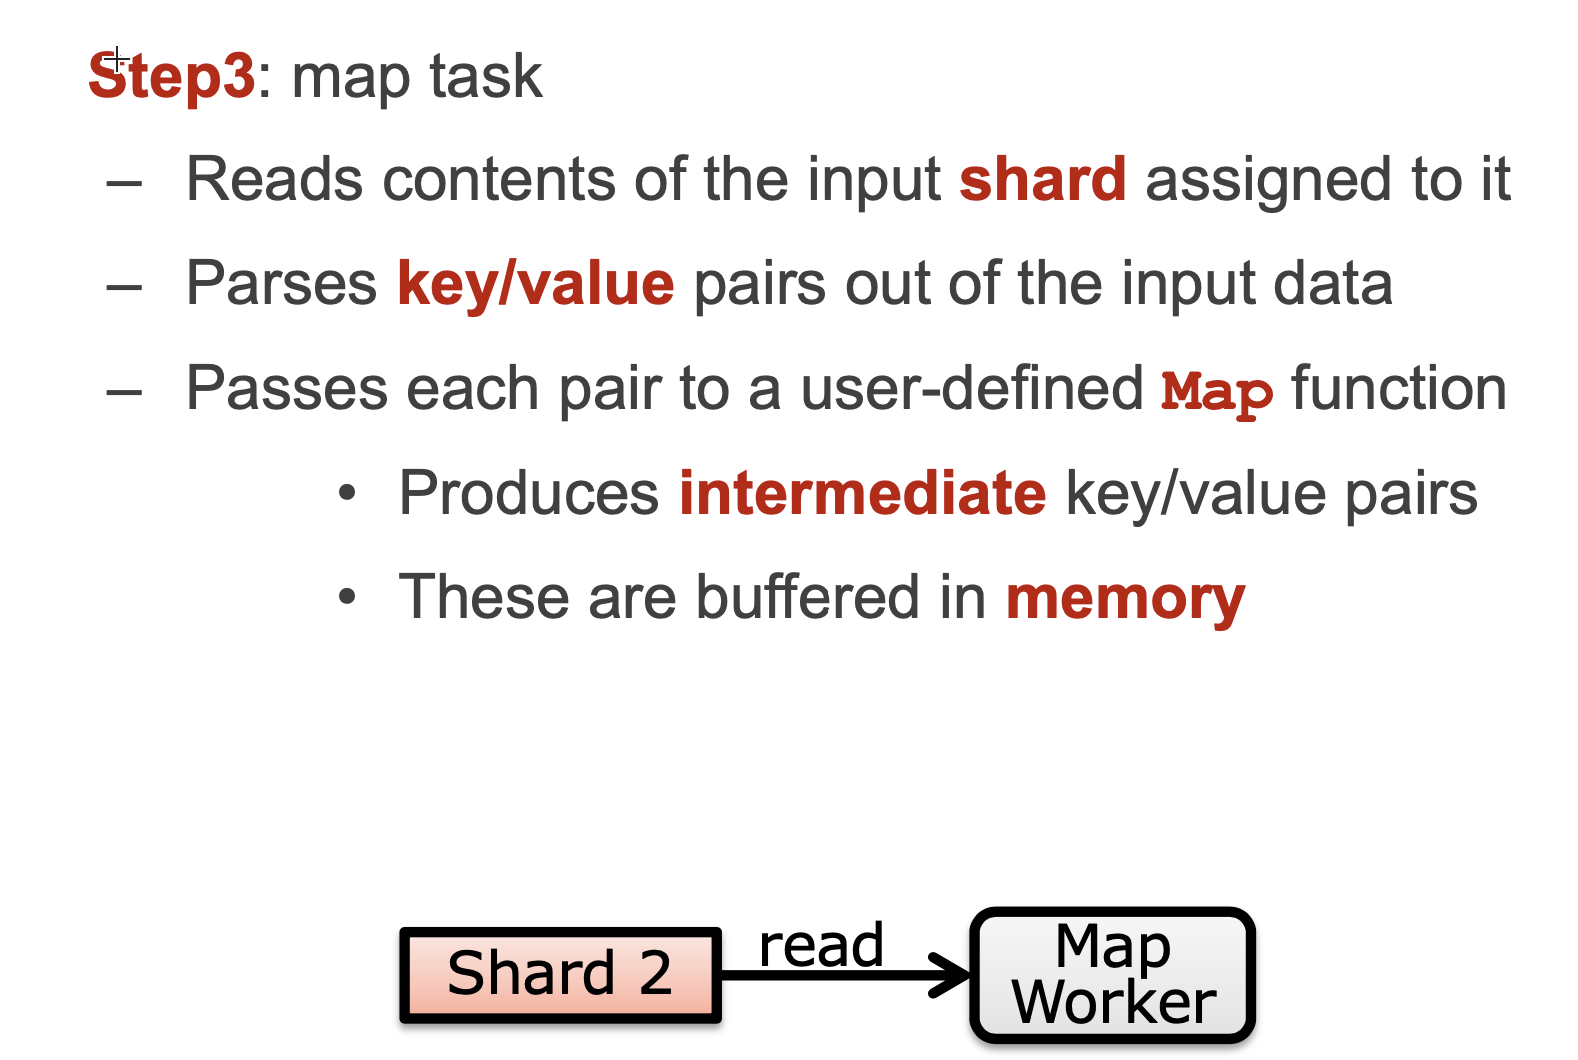 Step3: map task
– Reads contents of the input shard assigned to it
– Parses key/value pairs out of the input data
– Passes each pair to a user-defined Map function
• Produces intermediate key/value pairs
• These are buffered in memory
Shard 2
read
Map
Worker